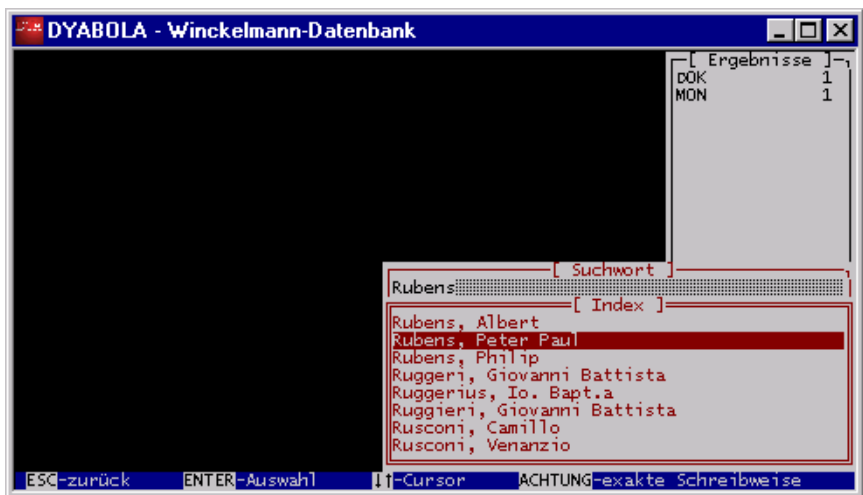 DYABOLA - Winckelmann-Datenbank
[ Ergebnisse ]
DOK 1
MON 1
[ Suchwort ]
Rubens
[ Index ]
Rubens, Albert
Rubens, Peter Paul
Rubens, Philip
Ruggeri, Giovanni Battista
Ruggerius, Io. Bapt.a
Ruggieri, Giovanni Battista
Rusconi, Camillo
Rusconi, Venanzio
ESC-zurück ENTER-Auswahl ↓↑-Cursor ACHTUNG-exakte Schreibweise